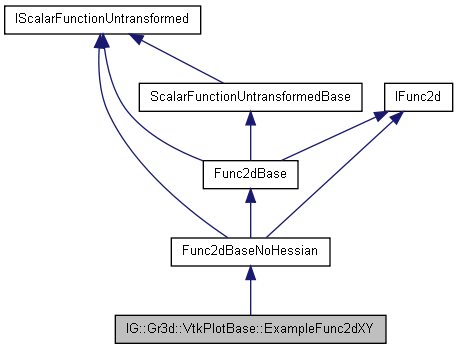 IScalarFunctionUntransformed
ScalarFunctionUntransformedBase
IFunc2d
Func2dBase
Func2dBaseNoHessian
IG::Gr3d::VtkPlotBase::ExampleFunc2dXY